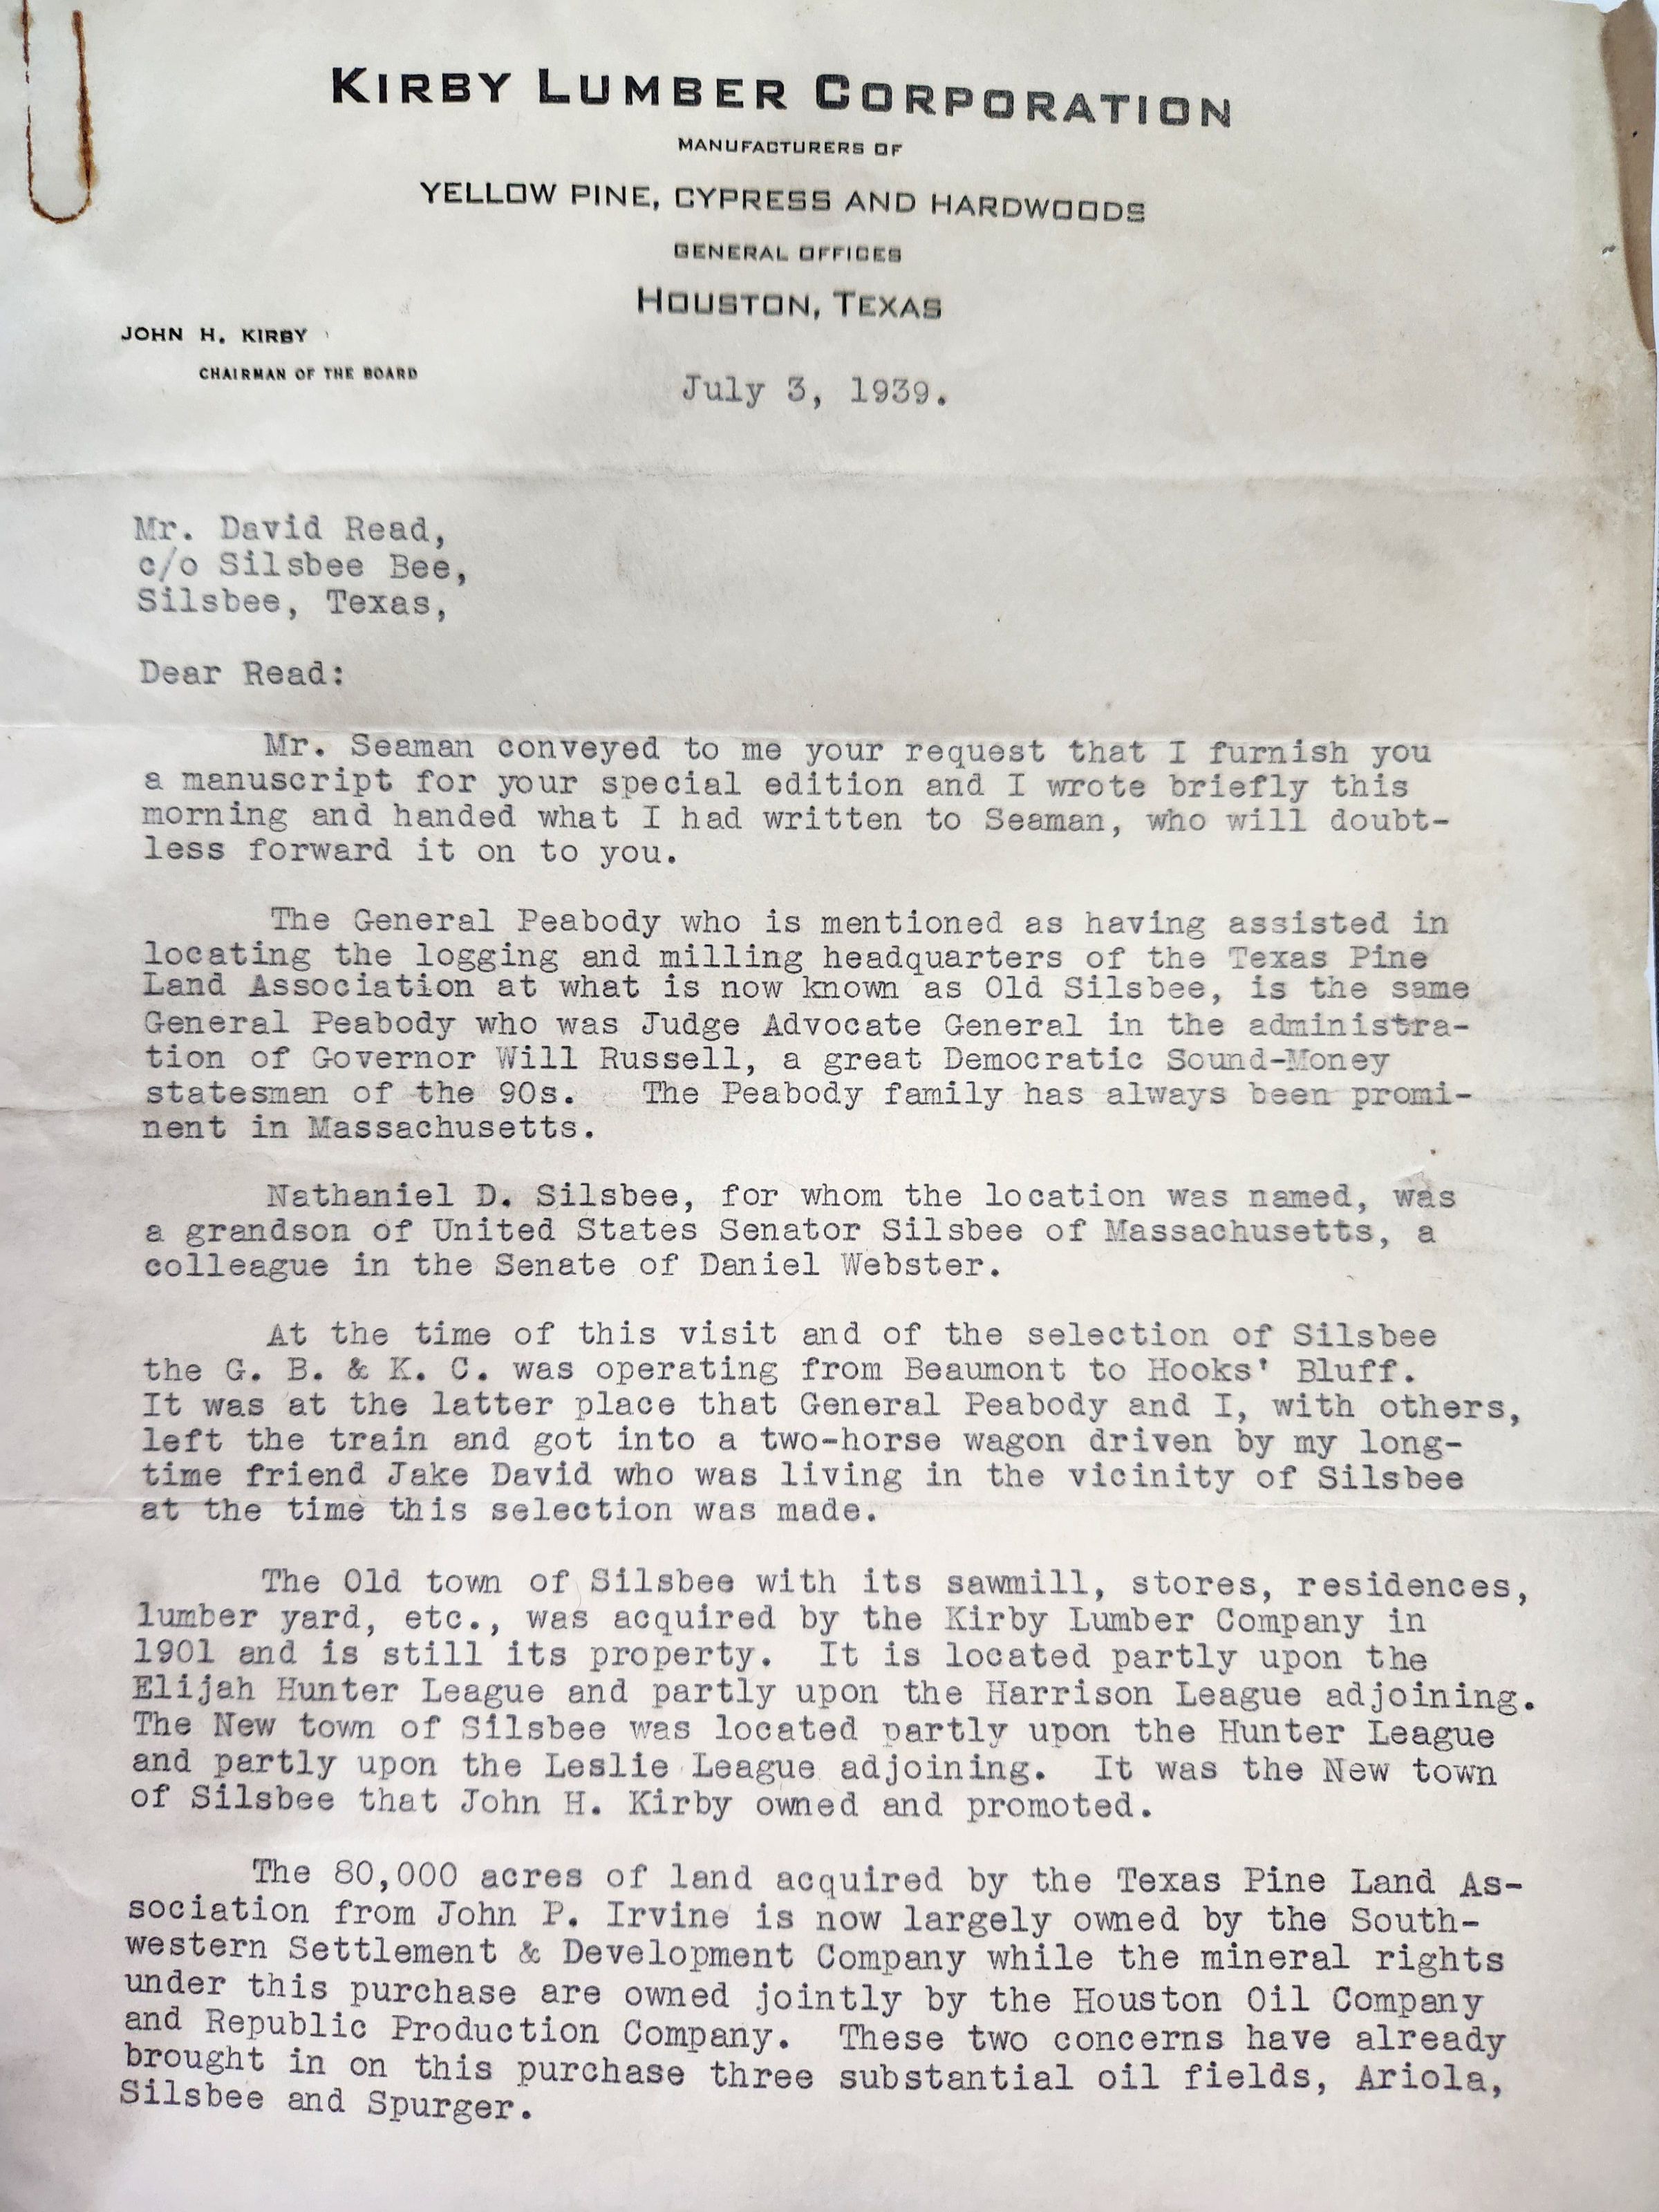 KIRBY LUMBER CORPORATION
MANUFACTURERS OF
YELLOW PINE, CYPRESS AND HARDWOODS
GENERAL OFFICES
HOUSTON, TEXAS
JOHN H. KIRBY
CHAIRMAN OF THE BOARD
July 3, 1939.
Mr. David Read,
c/o Silsbee Bee,
Silsbee, Texas,
Dear Read:
Mr. Seaman conveyed to me your request that I furnish you
a manuscript for your special edition and I wrote briefly this
morning and handed what I had written to Seaman, who will doubt-
less forward it on to you.
The General Peabody who is mentioned as having assisted in
locating the logging and milling headquarters of the Texas Pine
Land Association at what is now known as Old Silsbee, is the same
General Peabody who was Judge Advocate General in the administra-
tion of Governor Will Russell, a great Democratic Sound-Money
statesman of the 90s. The Peabody family has always been promi-
nent in Massachusetts.
Nathaniel D. Silsbee, for whom the location was named, was
a grandson of United States Senator Silsbee of Massachusetts, a
colleague in the Senate of Daniel Webster.
At the time of this visit and of the selection of Silsbee
the G. B. & K. C. was operating from Beaumont to Hooks' Bluff.
It was at the latter place that General Peabody and I, with others,
left the train and got into a two-horse wagon driven by my long-
time friend Jake David who was living in the vicinity of Silsbee
at the time this selection was made.
The Old town of Silsbee with its sawmill, stores, residences,
lumber yard, etc., was acquired by the Kirby Lumber Company in
1901 and is still its property. It is located partly upon the
Elijah Hunter League and partly upon the Harrison League adjoining.
The New town of Silsbee was located partly upon the Hunter League
and partly upon the Leslie League adjoining. It was the New town
of Silsbee that John H. Kirby owned and promoted.
The 80,000 acres of land acquired by the Texas Pine Land As-
sociation from John P. Irvine is now largely owned by the South-
western Settlement & Development Company while the mineral rights
under this purchase are owned jointly by the Houston Oil Company
and Republic Production Company. These two concerns have already
brought in on this purchase three substantial oil fields, Ariola,
Silsbee and Spurger.